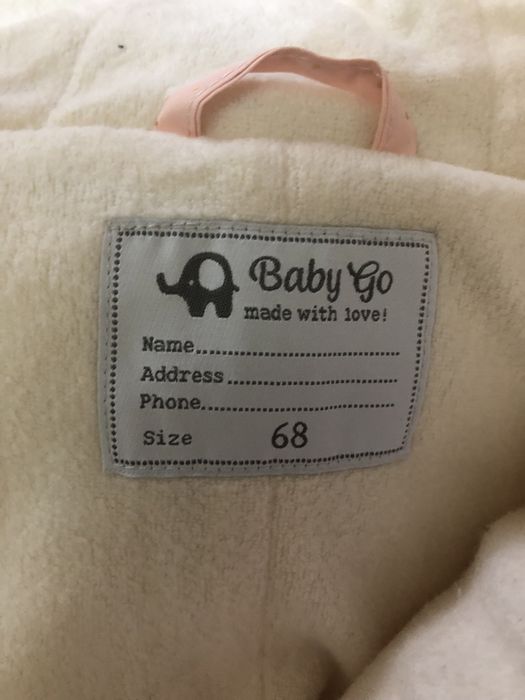 Baby Go
made with love!
Name
Address
Phone
Size 68